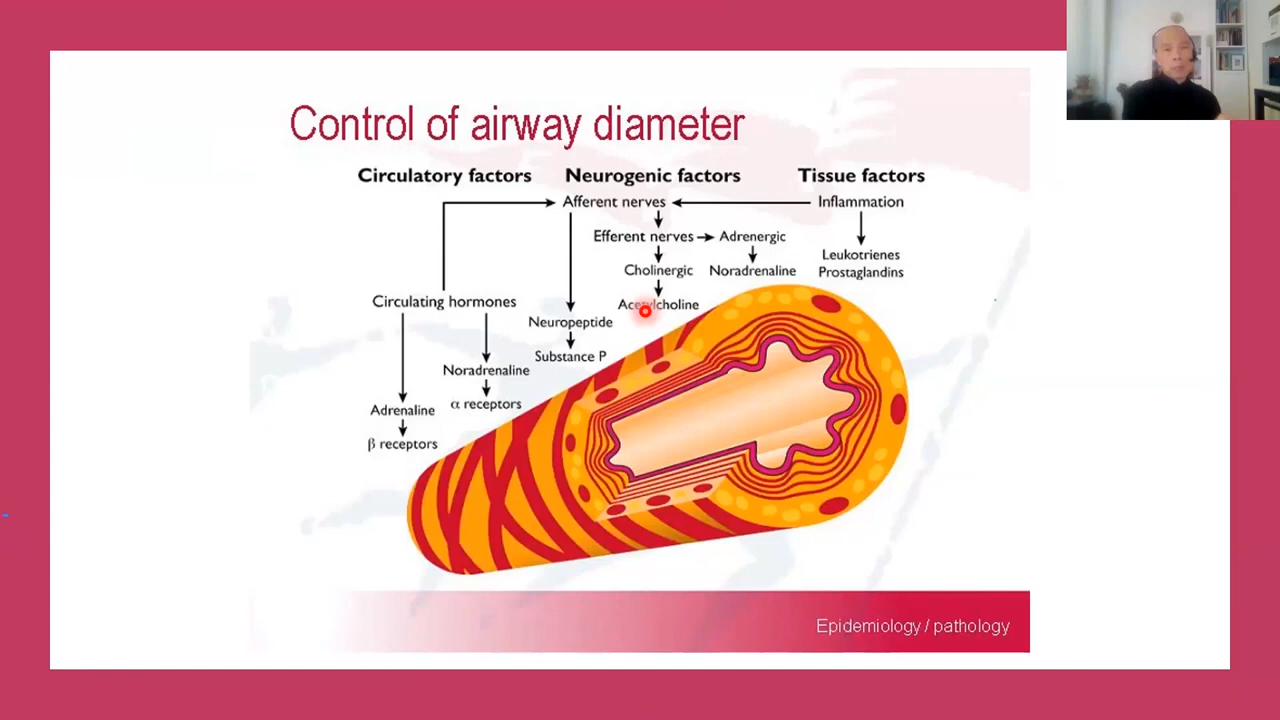 Control of airway diameter
Circulatory factors
Neurogenic factors
Tissue factors
Afferent nerves
Inflammation
Efferent nerves
Adrenergic
Leukotrienes
Prostaglandins
Cholinergic
Noradrenaline
Circulating hormones
Acetylcholine
Neuropeptide
Substance P
Noradrenaline
α receptors
Adrenaline
β receptors
Epidemiology / pathology